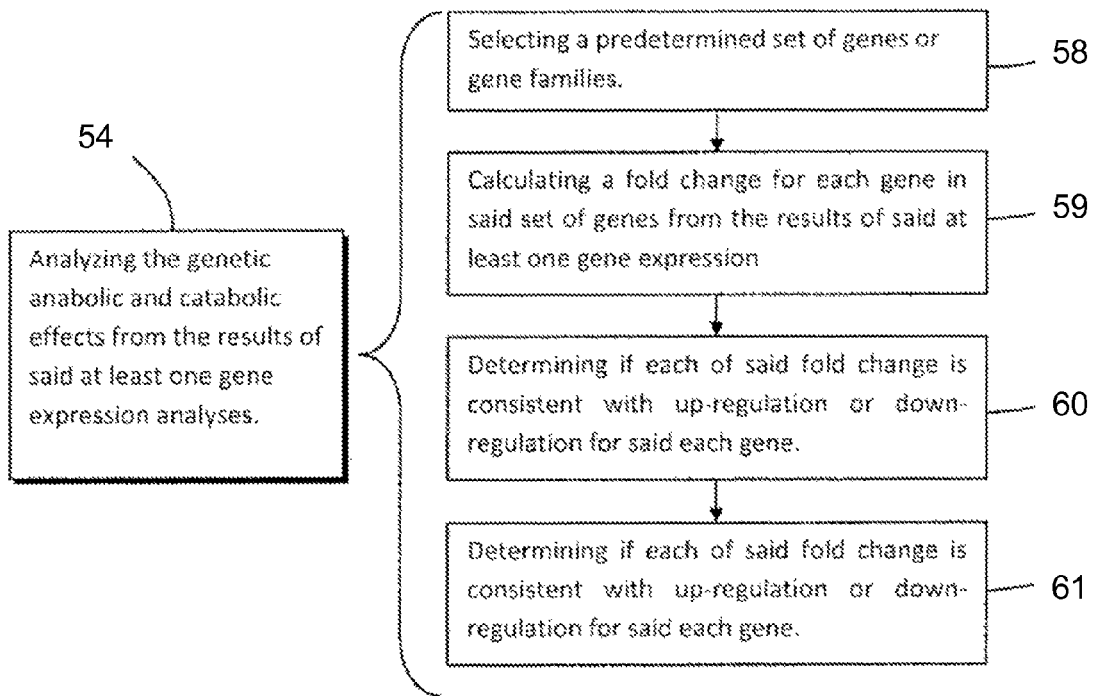 54
Analyzing the genetic
anabolic and catabolic
effects from the results of
said at least one gene
expression analyses.
Selecting a predetermined set of genes or
gene families.
58
Calculating a fold change for each gene in
said set of genes from the results of said at
least one gene expression
59
Determining if each of said fold change is
consistent with up-regulation or down-
regulation for said each gene.
60
Determining if each of said fold change is
consistent with up-regulation or down-
regulation for said each gene.
61